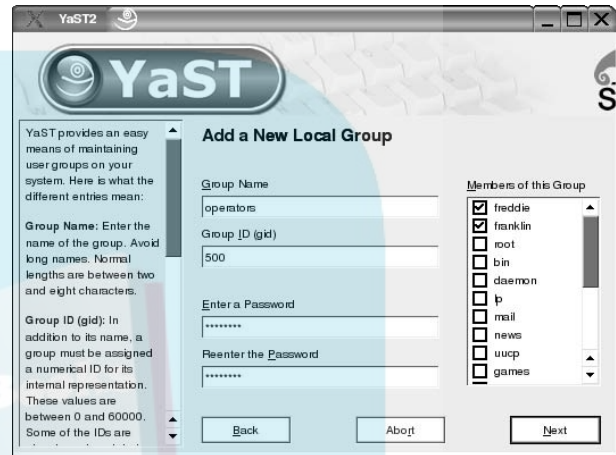 YaST2
YaST
S
YaST provides an easy
means of maintaining
user groups on your
system. Here is what the
different entries mean:
Group Name: Enter the
name of the group. Avoid
long names. Normal
lengths are between two
and eight characters.
Group ID (gid): In
addition to its name, a
group must be assigned
a numerical ID for its
internal representation.
These values are
between 0 and 60000.
Some of the IDs are
Add a New Local Group
Group Name
operators
Group ID (gid)
500
Enter a Password
********
Reenter the Password
********
Members of this Group
freddie
franklin
root
bin
daemon
lp
mail
news
uucp
games
Back
Abort
Next